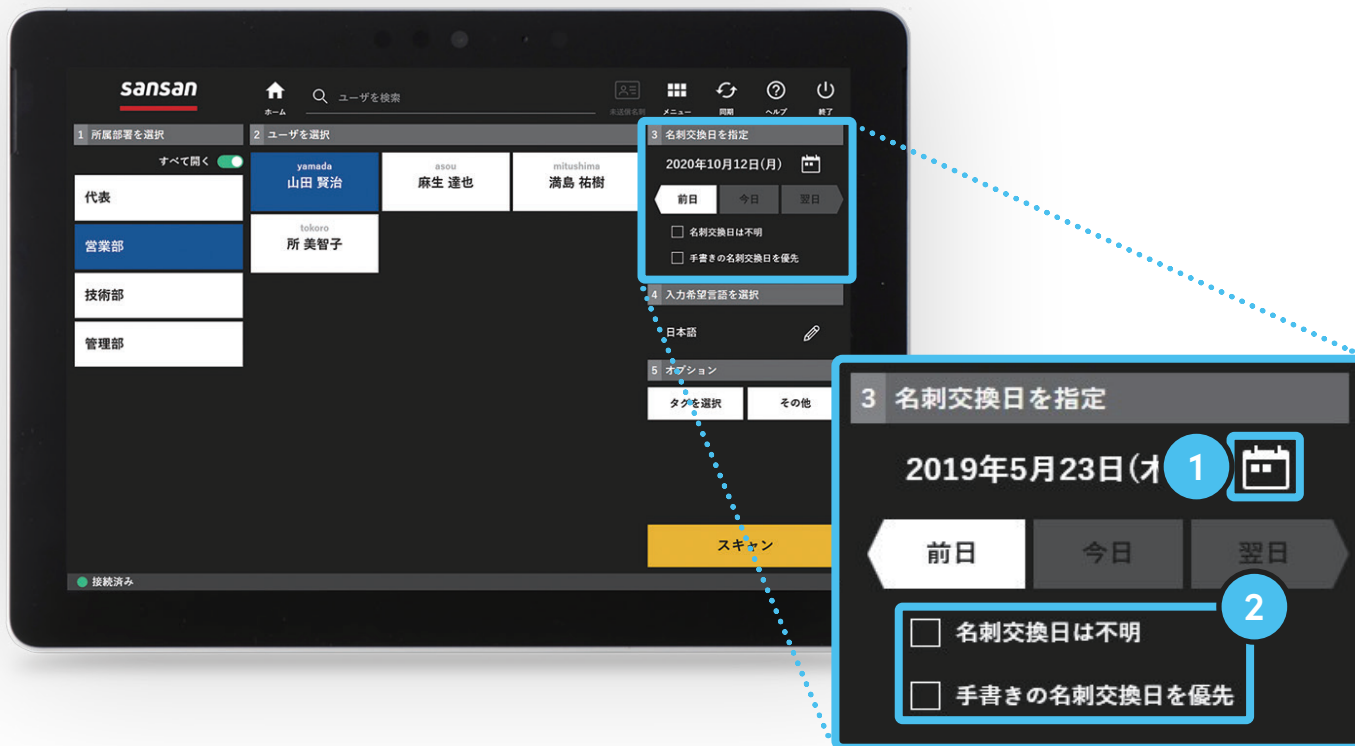 sansan
ホーム
ユーザを検索
未送信名刺
メニュー
同期
ヘルプ
終了
1 所属部署を選択
すべて開く
代表
営業部
技術部
管理部
2 ユーザを選択
yamada
山田 賢治
asou
麻生 達也
mitushima
満島 祐樹
tokoro
所 美智子
3 名刺交換日を指定
2020年10月12日(月)
前日
今日
翌日
名刺交換日は不明
手書きの名刺交換日を優先
4 入力希望言語を選択
日本語
5 オプション
タグを選択
その他
スキャン
接続済み
3 名刺交換日を指定
2019年5月23日(木
1
前日
今日
翌日
2
名刺交換日は不明
手書きの名刺交換日を優先